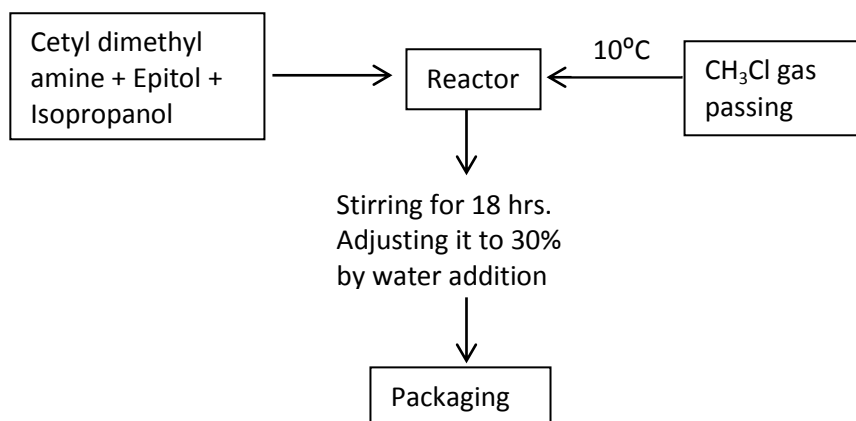 Cetyl dimethyl
amine + Epitol +
Isopropanol
Reactor
10⁰C
CH₃Cl gas
passing
Stirring for 18 hrs.
Adjusting it to 30%
by water addition
Packaging